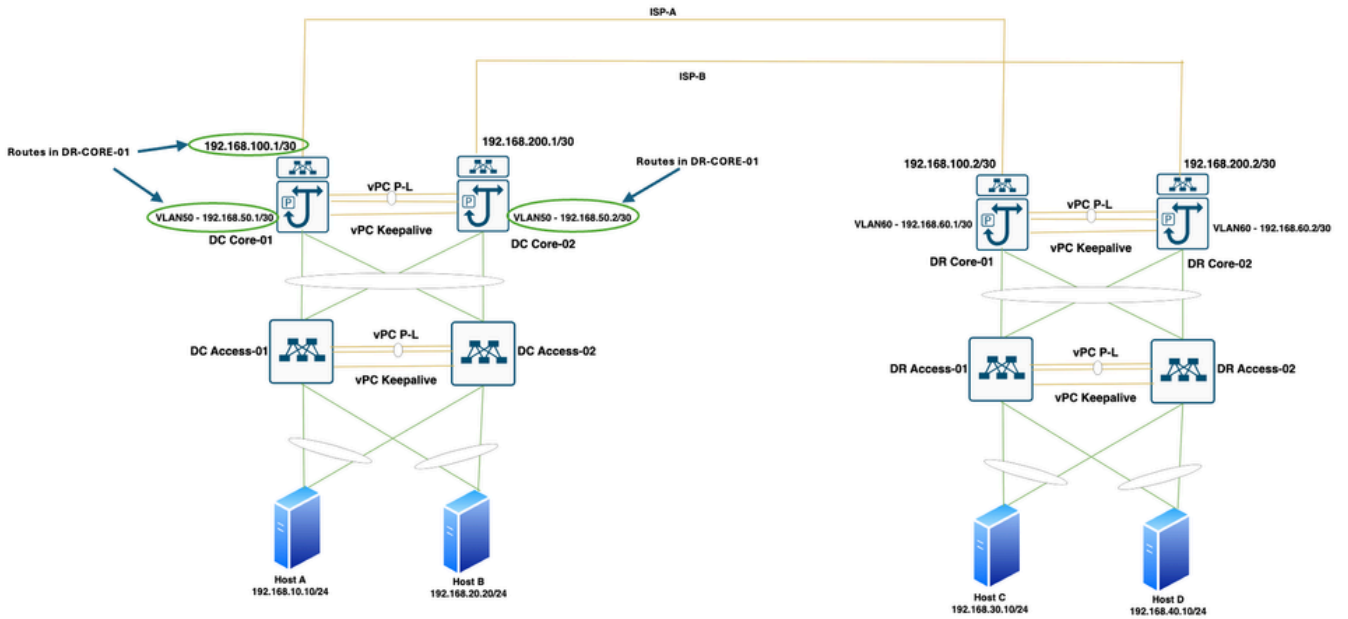 ISP-A
ISP-B
192.168.100.1/30
192.168.200.1/30
Routes in DR-CORE-01
Routes in DR-CORE-01
192.168.100.2/30
192.168.200.2/30
vPC P-L
P
P
VLAN50 - 192.168.50.1/30
VLAN50 - 192.168.50.2/30
vPC Keepalive
DC Core-01
DC Core-02
vPC P-L
P
P
VLAN60 - 192.168.60.1/30
VLAN60 - 192.168.60.2/30
vPC Keepalive
DR Core-01
DR Core-02
vPC P-L
DC Access-01
DC Access-02
vPC Keepalive
vPC P-L
DR Access-01
DR Access-02
vPC Keepalive
Host A
192.168.10.10/24
Host B
192.168.20.20/24
Host C
192.168.30.10/24
Host D
192.168.40.10/24